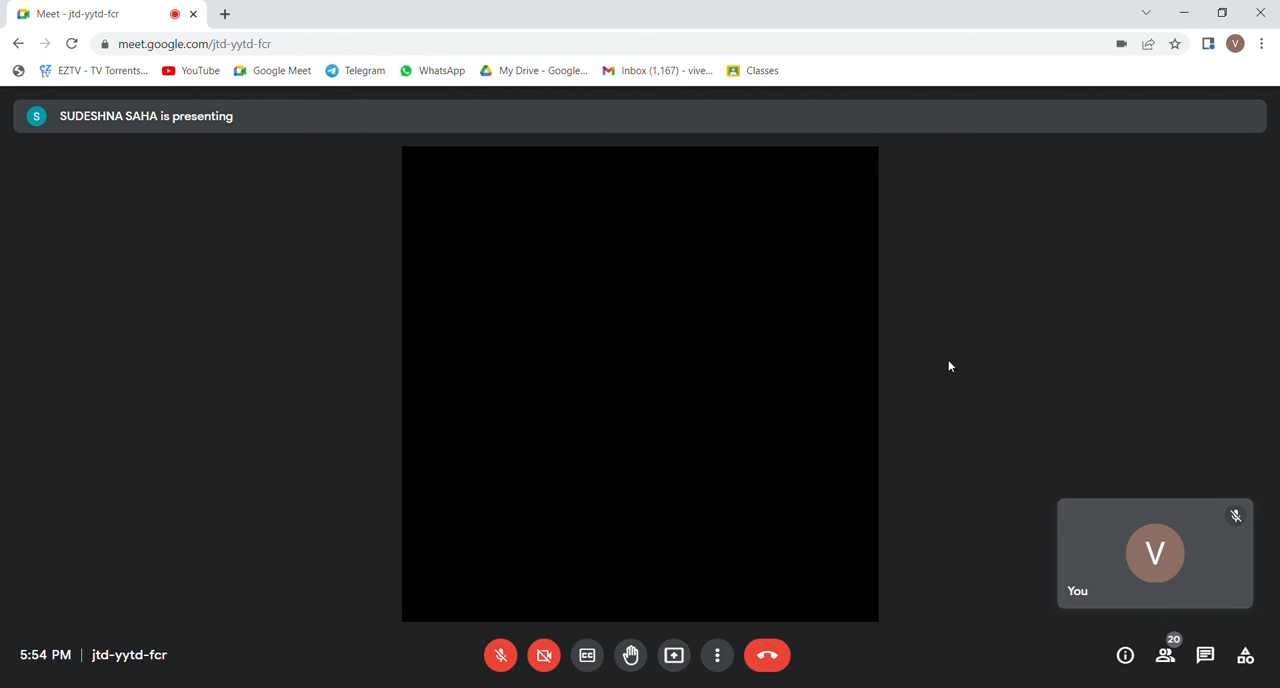 Meet - jtd-yytd-fcr
meet.google.com/jtd-yytd-fcr
V
EZTV - TV Torrents... YouTube Google Meet Telegram WhatsApp My Drive - Google... Inbox (1,167) - vive... Classes
S SUDESHNA SAHA is presenting
V
You
20
5:54 PM | jtd-yytd-fcr
CC